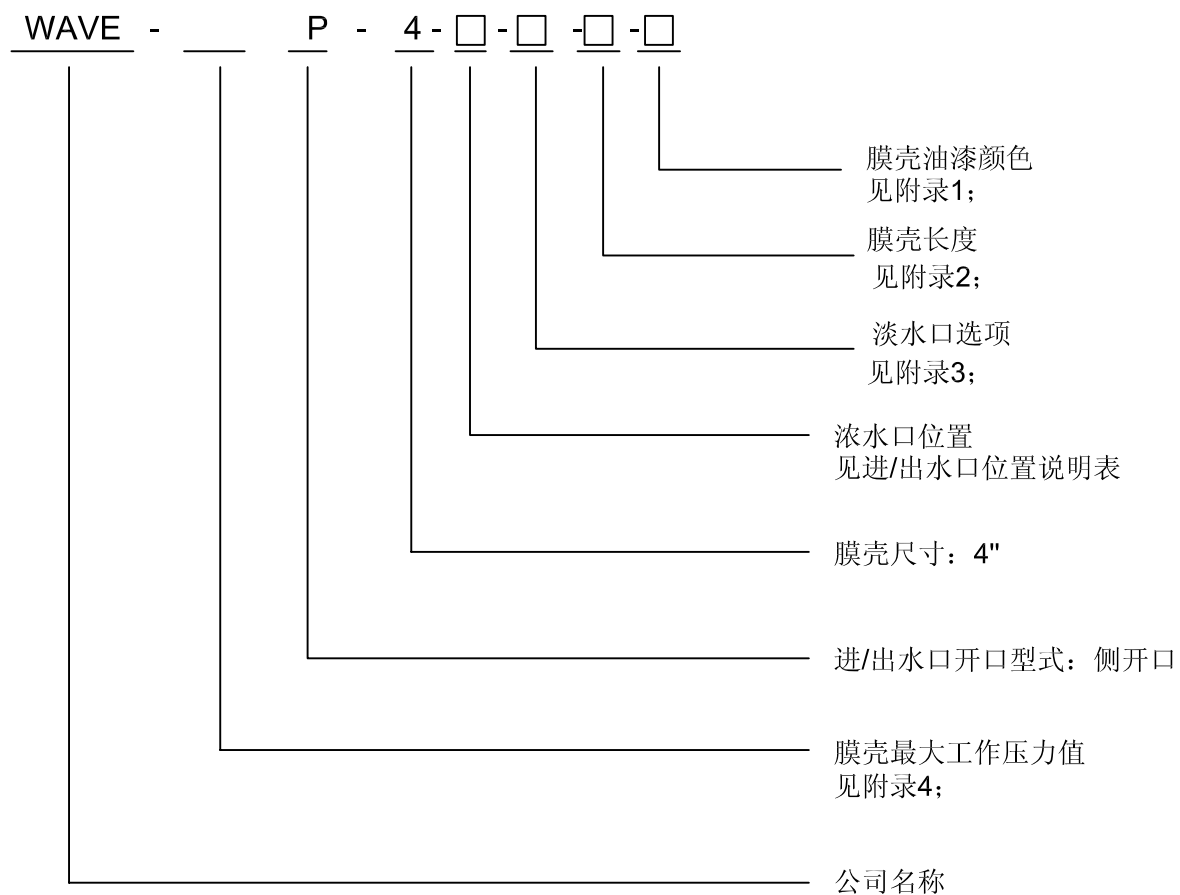 WAVE - P - 4-□-□-□-□
膜壳油漆颜色
见附录1;
膜壳长度
见附录2;
淡水口选项
见附录3;
浓水口位置
见进/出水口位置说明表
膜壳尺寸：4"
进/出水口开口型式：侧开口
膜壳最大工作压力值
见附录4;
公司名称